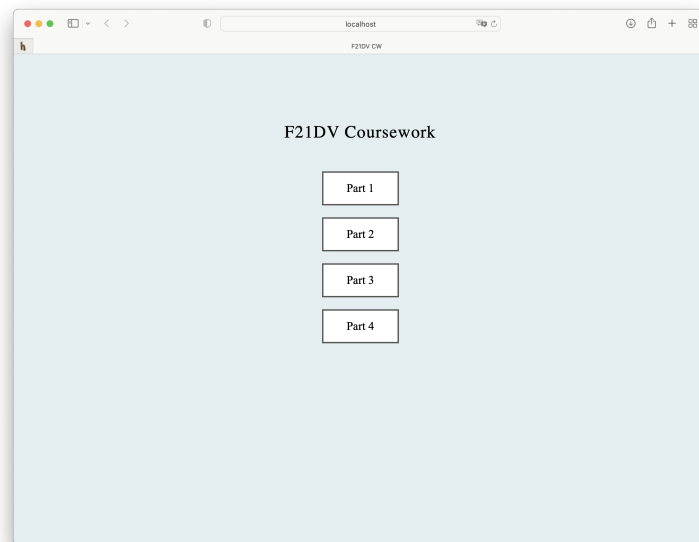 localhost
h
F21DV CW
F21DV Coursework
Part 1
Part 2
Part 3
Part 4